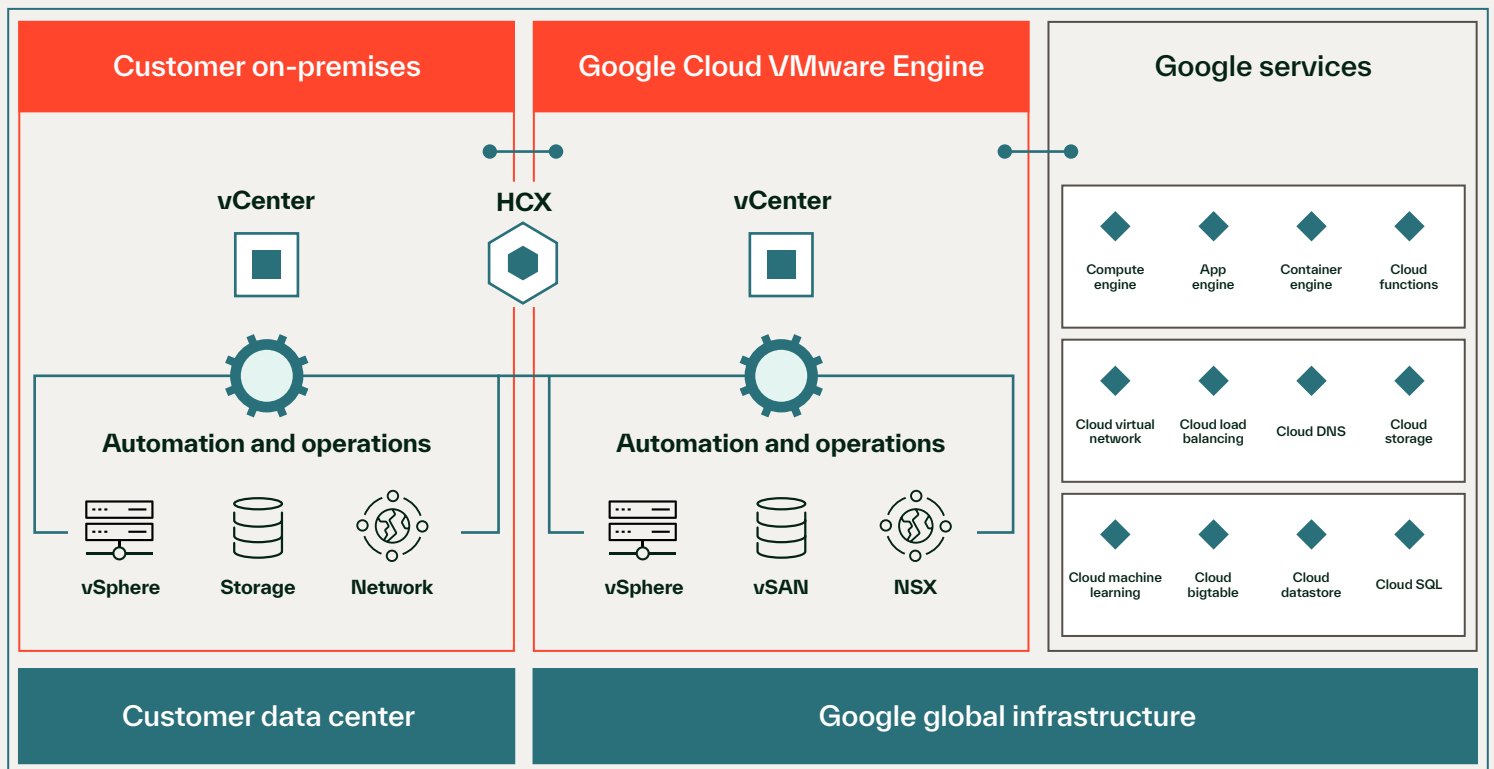 Customer on-premises
Google Cloud VMware Engine
Google services
vCenter
HCX
vCenter
Automation and operations
Automation and operations
vSphere
Storage
Network
vSphere
vSAN
NSX
Compute
engine
App
engine
Container
engine
Cloud
functions
Cloud virtual
network
Cloud load
balancing
Cloud DNS
Cloud
storage
Cloud machine
learning
Cloud
bigtable
Cloud
datastore
Cloud SQL
Customer data center
Google global infrastructure